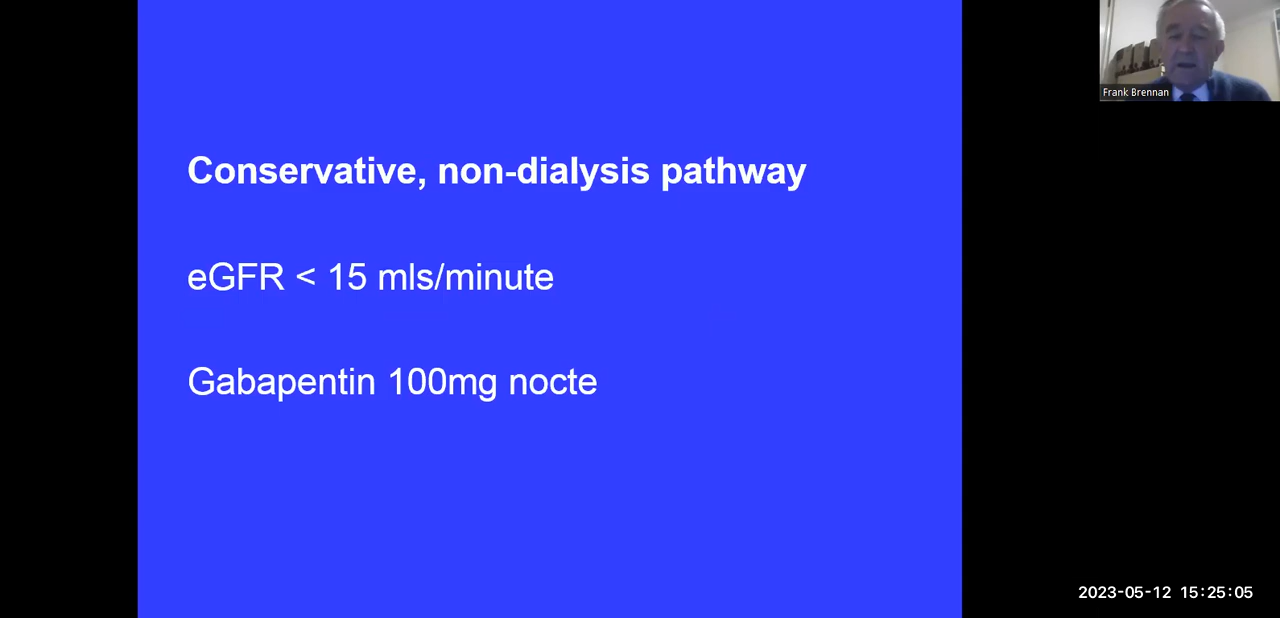 Conservative, non-dialysis pathway
eGFR < 15 mls/minute
Gabapentin 100mg nocte
Frank Brennan
2023-05-12 15:25:05